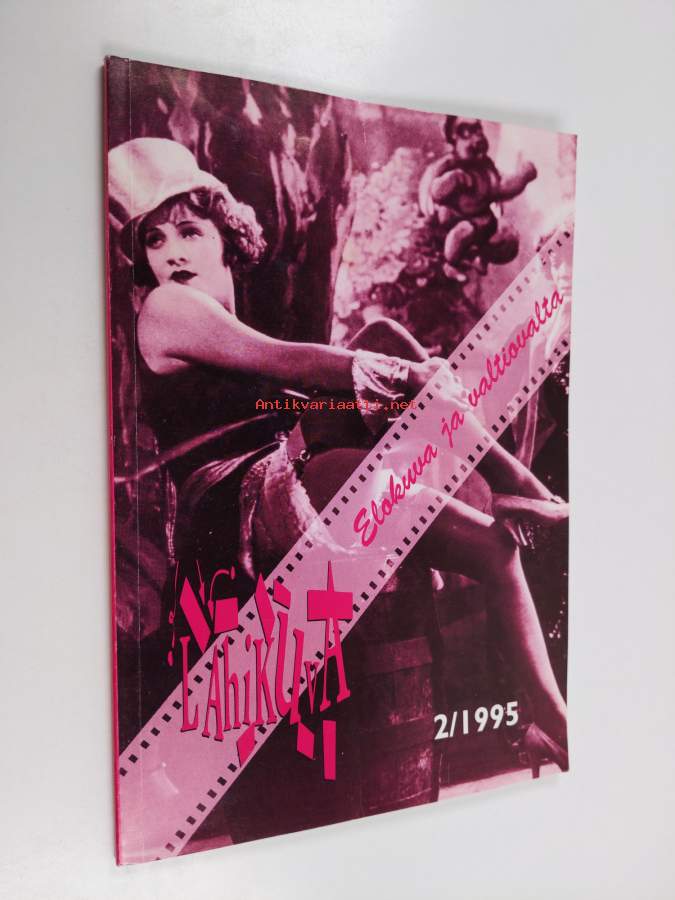 Antikvariaatti.net
Elokuva ja valtiovalta
LÄhiKUvA
2/1995